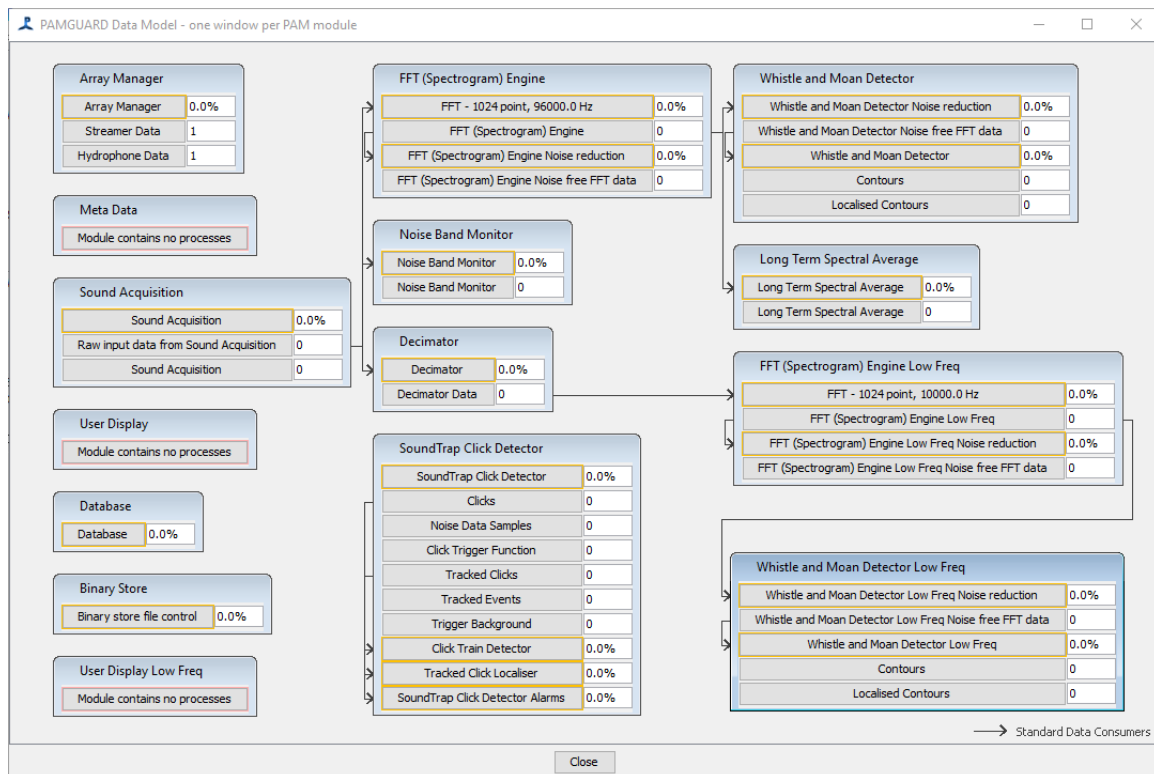 PAMGUARD Data Model - one window per PAM module
Array Manager
Array Manager 0.0%
Streamer Data 1
Hydrophone Data 1
Meta Data
Module contains no processes
Sound Acquisition
Sound Acquisition 0.0%
Raw input data from Sound Acquisition 0
Sound Acquisition 0
User Display
Module contains no processes
Database
Database 0.0%
Binary Store
Binary store file control 0.0%
User Display Low Freq
Module contains no processes
FFT (Spectrogram) Engine
FFT - 1024 point, 96000.0 Hz 0.0%
FFT (Spectrogram) Engine 0
FFT (Spectrogram) Engine Noise reduction 0.0%
FFT (Spectrogram) Engine Noise free FFT data 0
Noise Band Monitor
Noise Band Monitor 0.0%
Noise Band Monitor 0
Decimator
Decimator 0.0%
Decimator Data 0
SoundTrap Click Detector
SoundTrap Click Detector 0.0%
Clicks 0
Noise Data Samples 0
Click Trigger Function 0
Tracked Clicks 0
Tracked Events 0
Trigger Background 0
Click Train Detector 0.0%
Tracked Click Localiser 0.0%
SoundTrap Click Detector Alarms 0.0%
Whistle and Moan Detector
Whistle and Moan Detector Noise reduction 0.0%
Whistle and Moan Detector Noise free FFT data 0
Whistle and Moan Detector 0.0%
Contours 0
Localised Contours 0
Long Term Spectral Average
Long Term Spectral Average 0.0%
Long Term Spectral Average 0
FFT (Spectrogram) Engine Low Freq
FFT - 1024 point, 10000.0 Hz 0.0%
FFT (Spectrogram) Engine Low Freq 0
FFT (Spectrogram) Engine Low Freq Noise reduction 0.0%
FFT (Spectrogram) Engine Low Freq Noise free FFT data 0
Whistle and Moan Detector Low Freq
Whistle and Moan Detector Low Freq Noise reduction 0.0%
Whistle and Moan Detector Low Freq Noise free FFT data 0
Whistle and Moan Detector Low Freq 0.0%
Contours 0
Localised Contours 0
Standard Data Consumers
Close